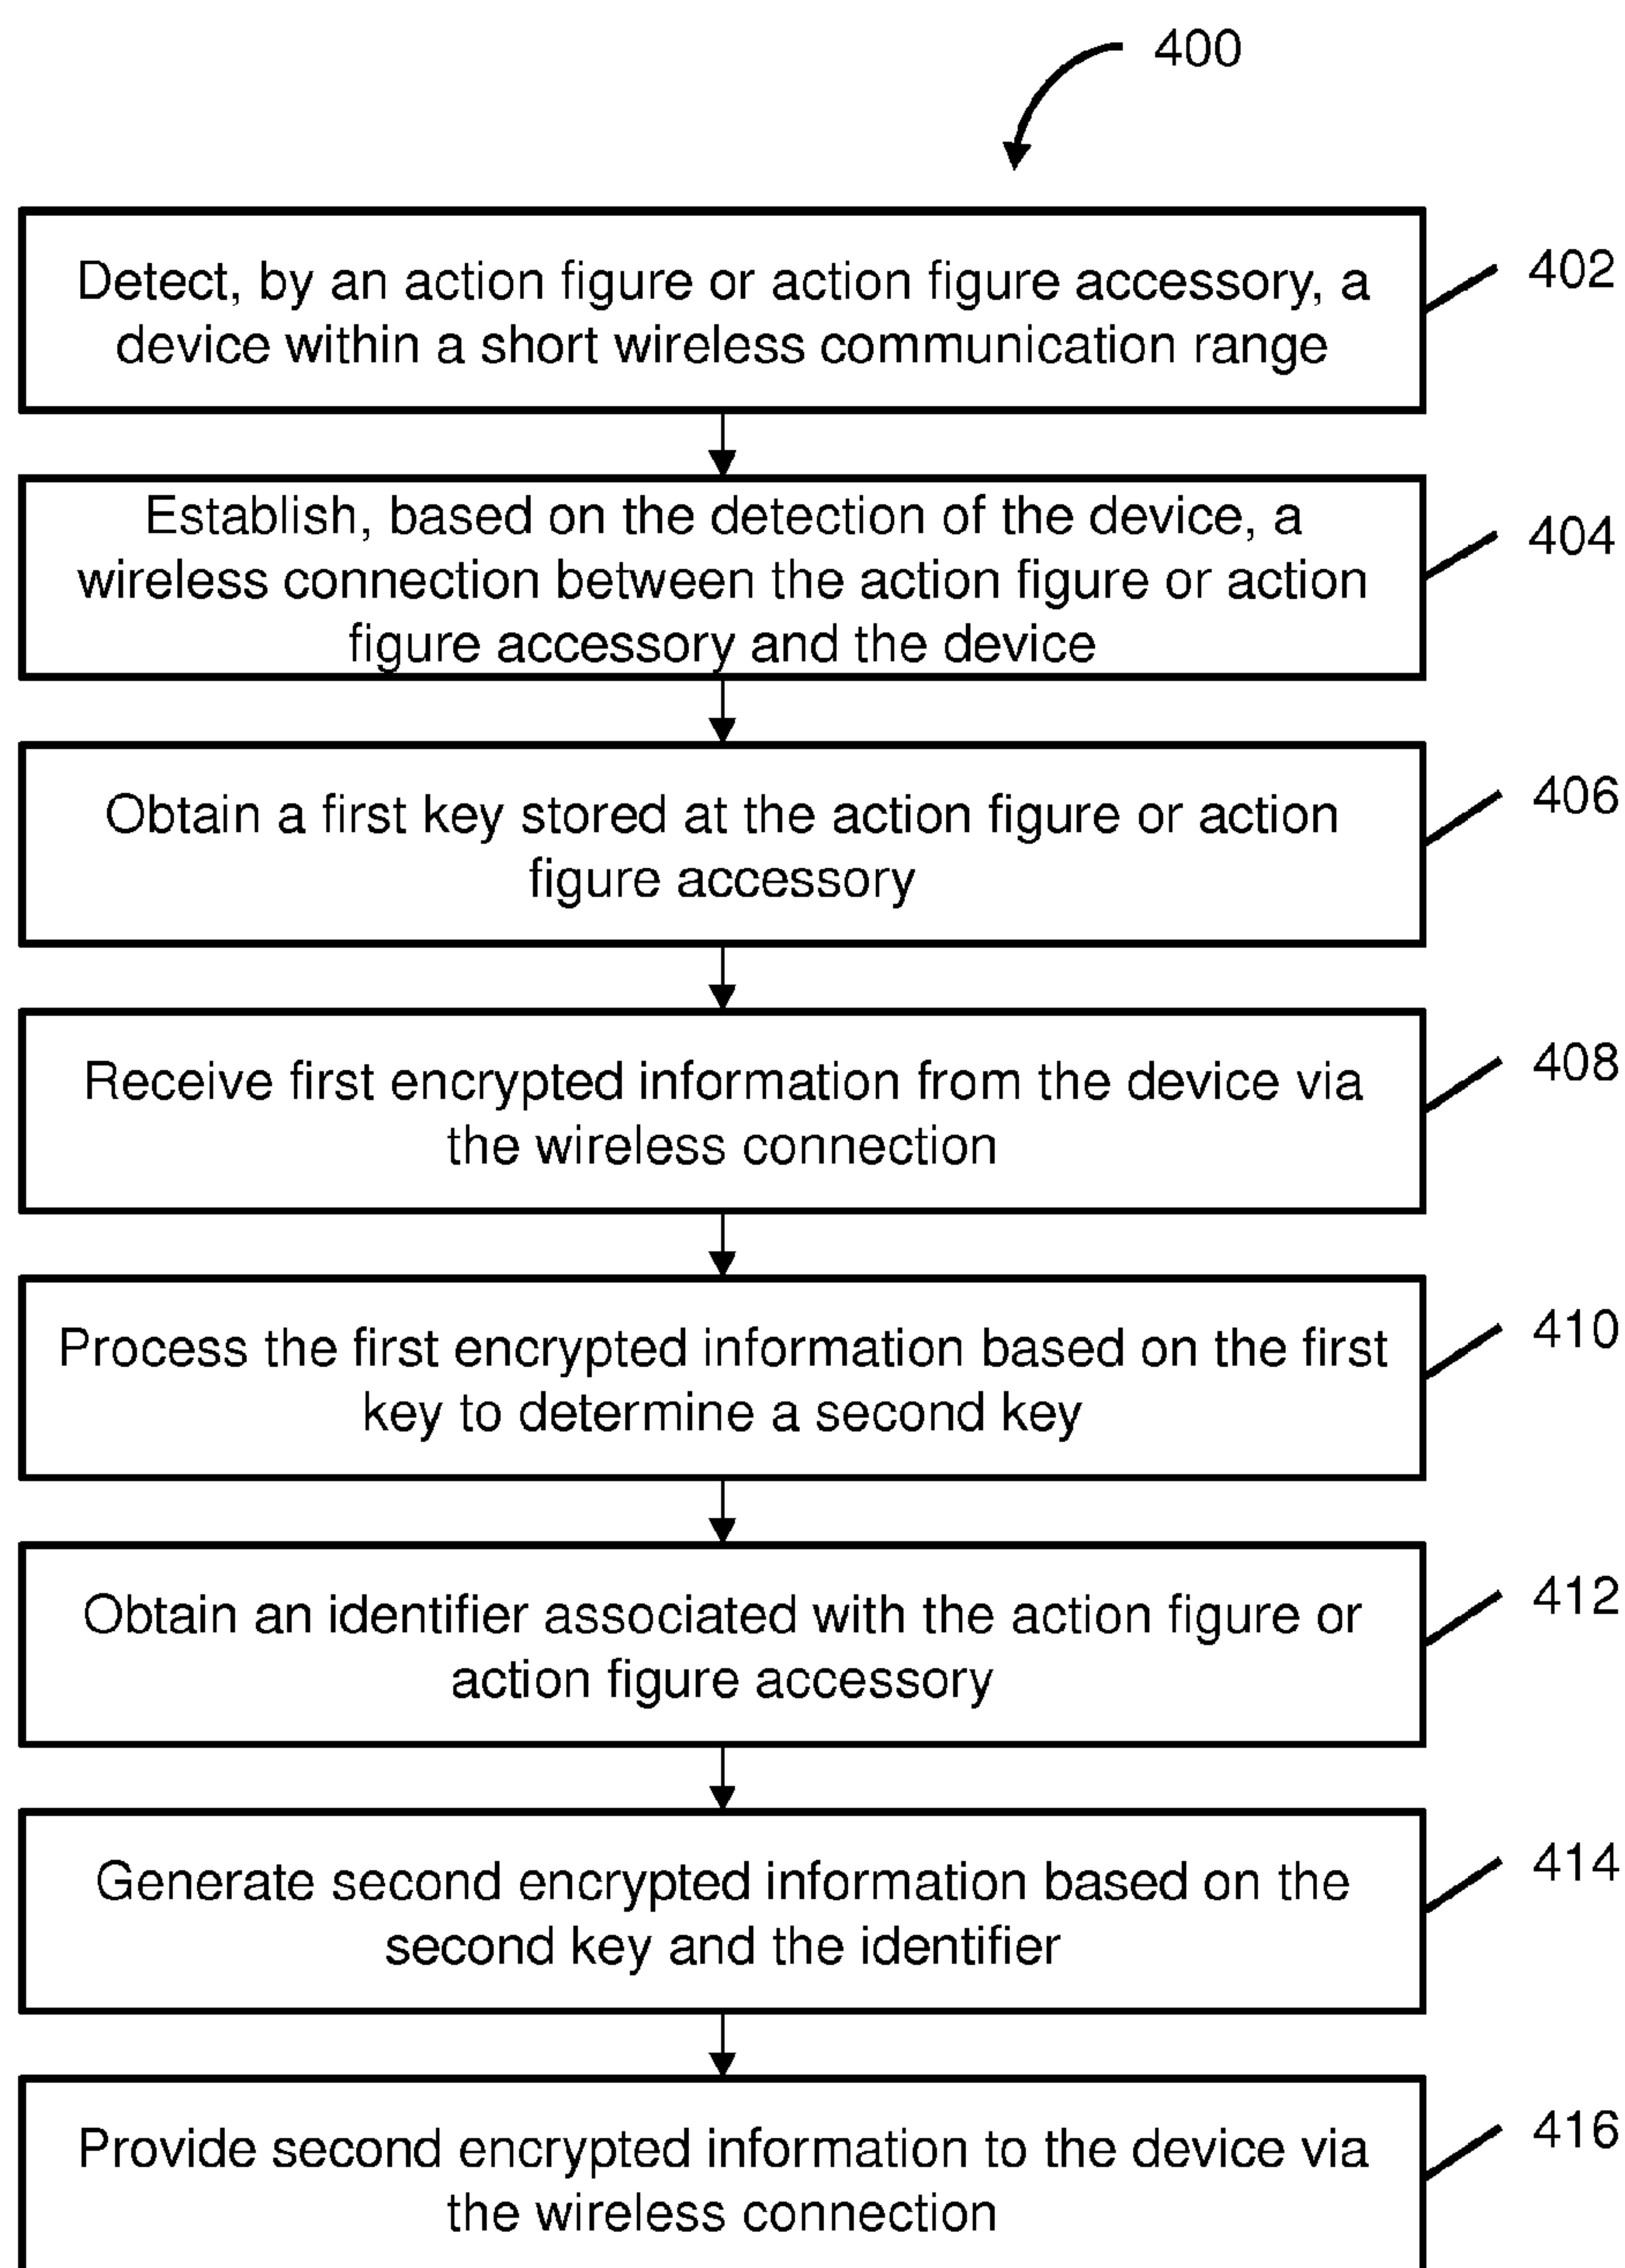 400
Detect, by an action figure or action figure accessory, a
device within a short wireless communication range
402
Establish, based on the detection of the device, a
wireless connection between the action figure or action
figure accessory and the device
404
Obtain a first key stored at the action figure or action
figure accessory
406
Receive first encrypted information from the device via
the wireless connection
408
Process the first encrypted information based on the first
key to determine a second key
410
Obtain an identifier associated with the action figure or
action figure accessory
412
Generate second encrypted information based on the
second key and the identifier
414
Provide second encrypted information to the device via
the wireless connection
416